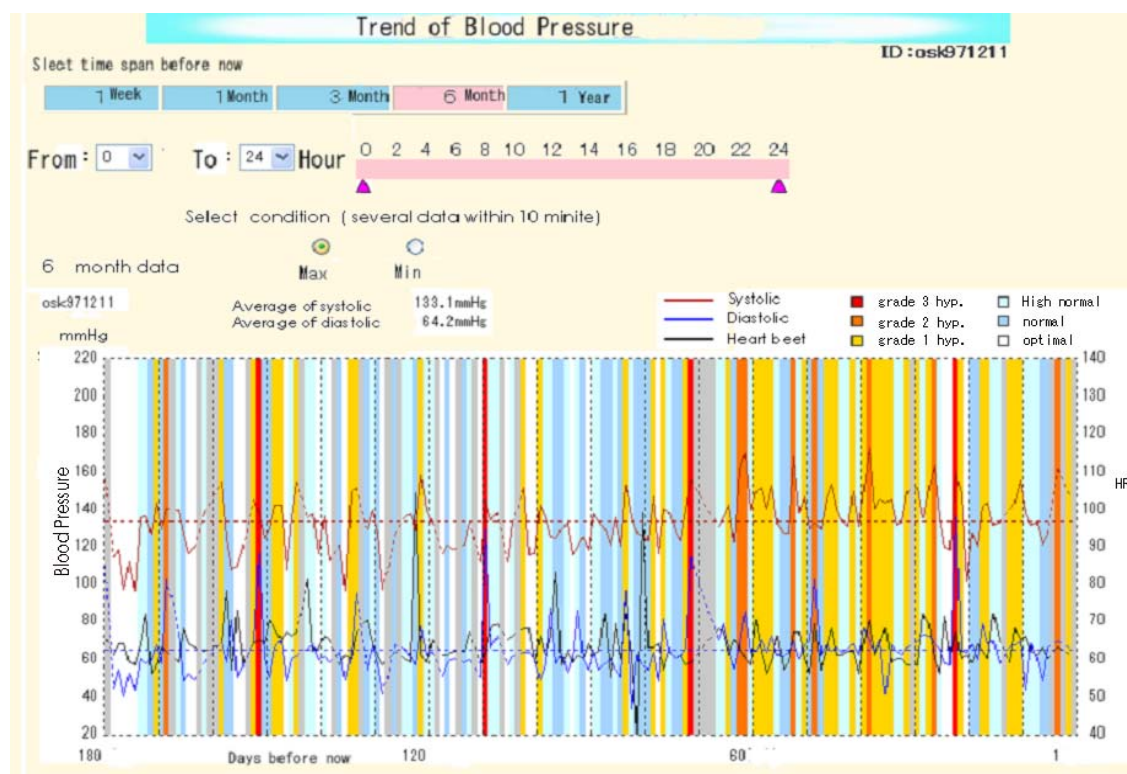 Trend of Blood Pressure
ID:osk971211
Slect time span before now
1 Week 1 Month 3 Month 6 Month 1 Year
From: 0 To: 24 Hour 0 2 4 6 8 10 12 14 16 18 20 22 24
Select condition (several data within 10 minite)
Max Min
6 month data
osk971211 Average of systolic 133.1mmHg
Average of diastolic 64.2mmHg
mmHg
Systolic grade 3 hyp. High normal
Diastolic grade 2 hyp. normal
Heart beet grade 1 hyp. optimal
220 140
200 130
180 120
160 110
HR
140 100
120 90
100 80
80 70
60 60
40 50
20 40
Blood Pressure
180 Days before now 120 60 1